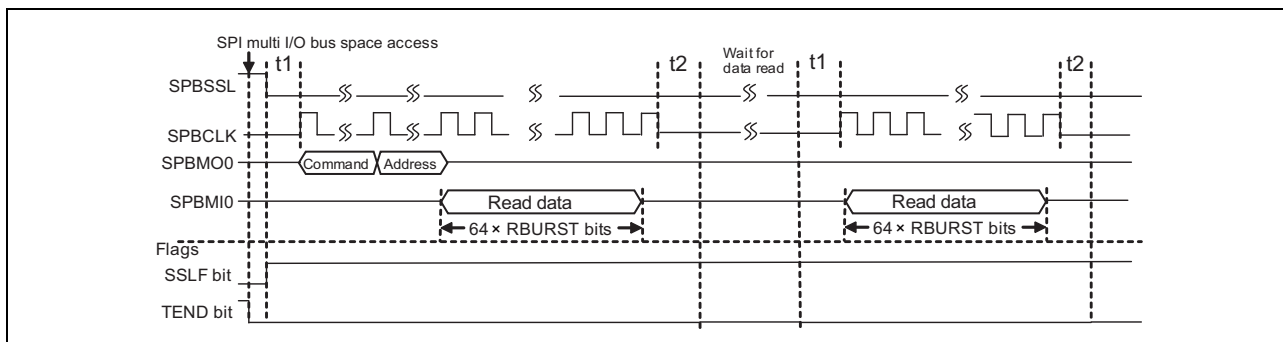 SPI multi I/O bus space access
t1
t2
Wait for
data read
t1
t2
SPBSSL
SPBCLK
SPBMO0
Command
Address
SPBMI0
Read data
Read data
64 × RBURST bits
64 × RBURST bits
Flags
SSLF bit
TEND bit